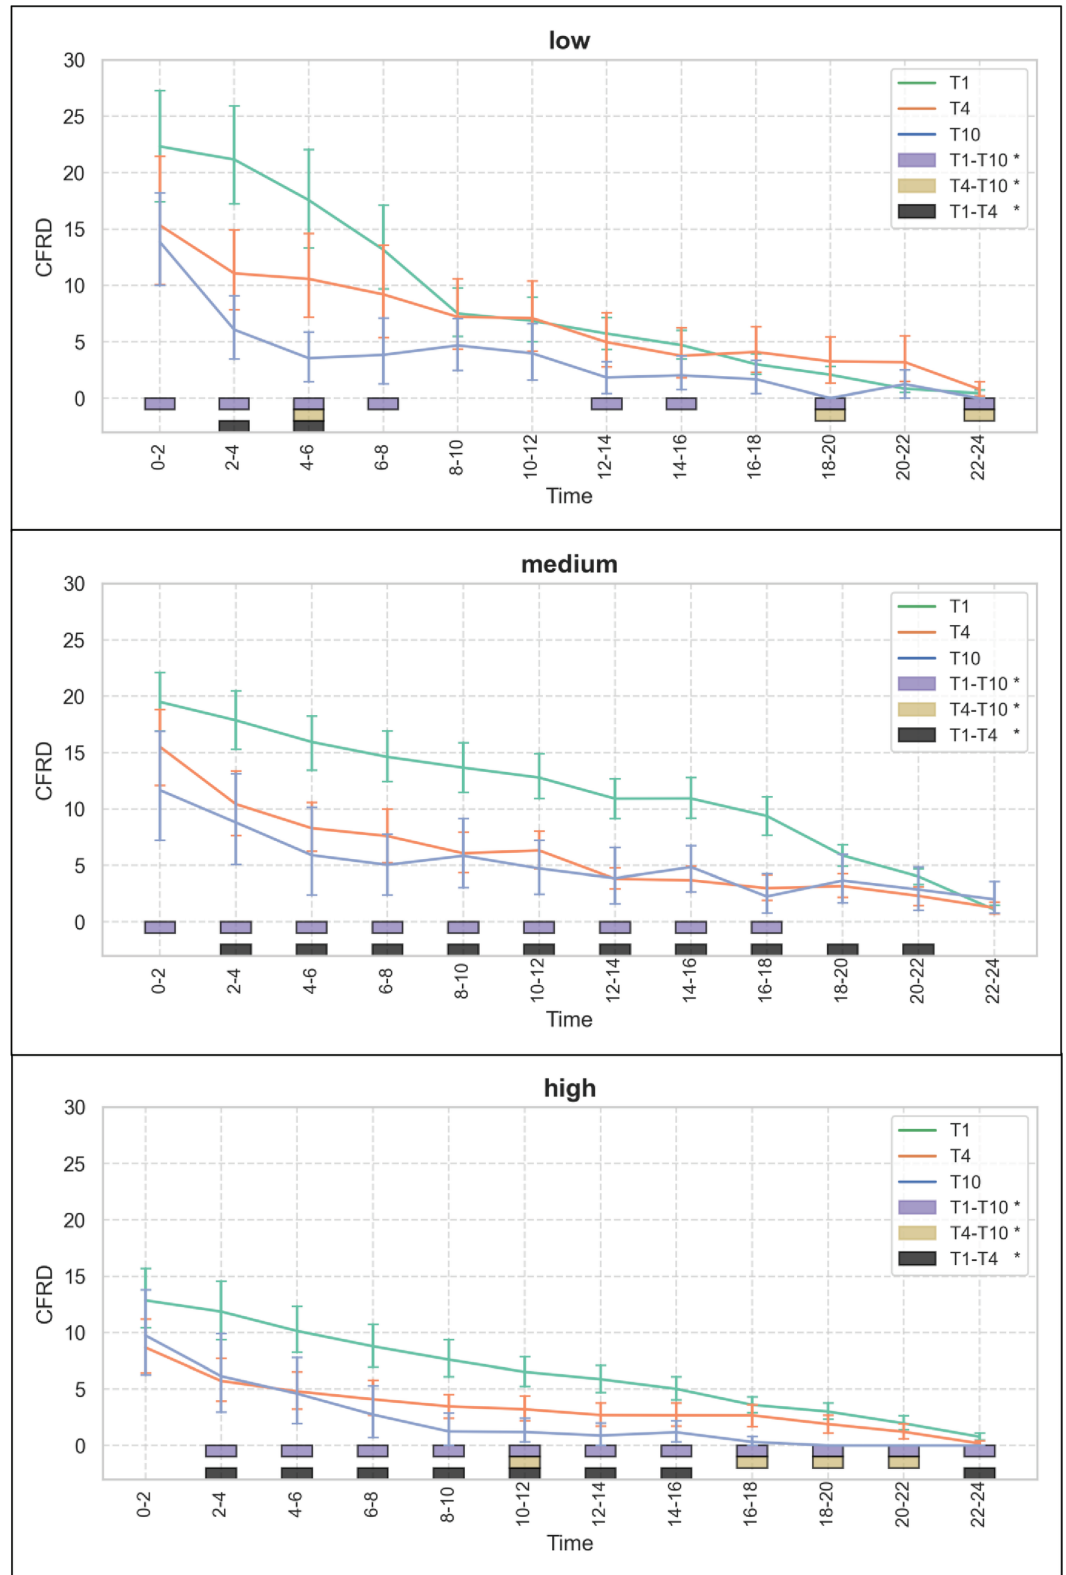 low
30
25
20
15
10
5
0
CFRD
T1
T4
T10
T1-T10 *
T4-T10 *
T1-T4 *
0-2
2-4
4-6
6-8
8-10
10-12
12-14
14-16
16-18
18-20
20-22
22-24
Time
medium
30
25
20
15
10
5
0
CFRD
T1
T4
T10
T1-T10 *
T4-T10 *
T1-T4 *
0-2
2-4
4-6
6-8
8-10
10-12
12-14
14-16
16-18
18-20
20-22
22-24
Time
high
30
25
20
15
10
5
0
CFRD
T1
T4
T10
T1-T10 *
T4-T10 *
T1-T4 *
0-2
2-4
4-6
6-8
8-10
10-12
12-14
14-16
16-18
18-20
20-22
22-24
Time